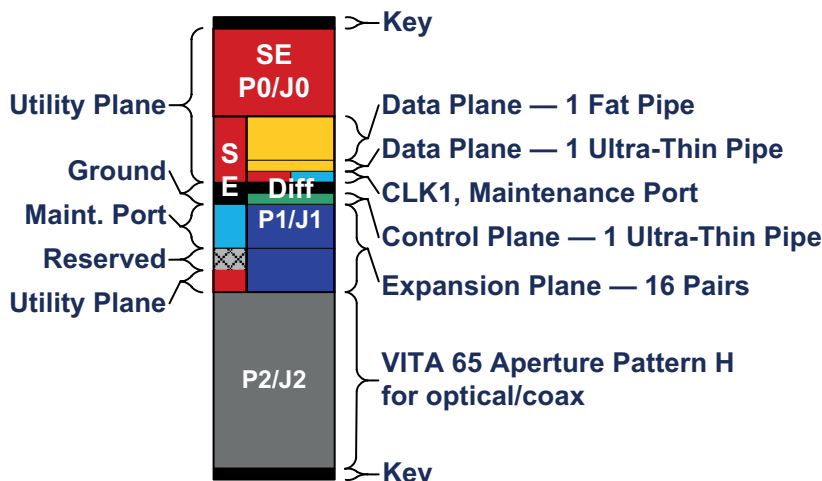 Key
SE
P0/J0
Utility Plane
Data Plane — 1 Fat Pipe
Data Plane — 1 Ultra-Thin Pipe
S
E
Ground
Diff
CLK1, Maintenance Port
Maint. Port
P1/J1
Control Plane — 1 Ultra-Thin Pipe
Reserved
Expansion Plane — 16 Pairs
Utility Plane
P2/J2
VITA 65 Aperture Pattern H
for optical/coax
Key